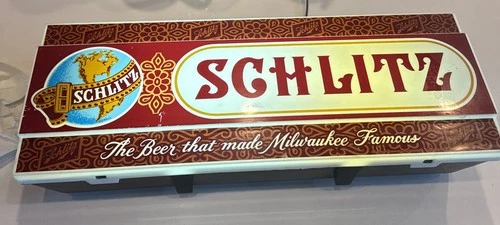 SCHLITZ
SCHLITZ
The Beer that made Milwaukee Famous